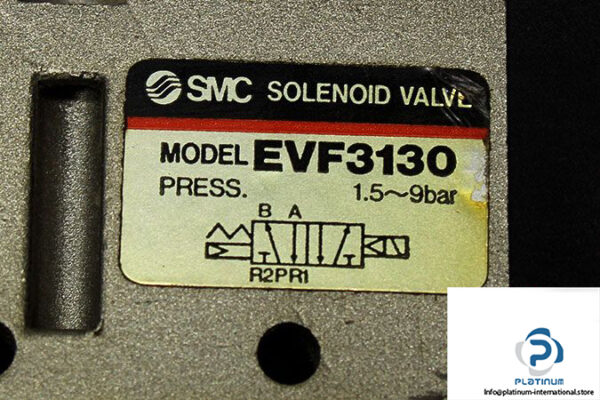 SMC SOLENOID VALVE
MODEL EVF3130
PRESS. 1.5~9bar
B A
R2PR1
PLATINUM
Info@platinum-international.store